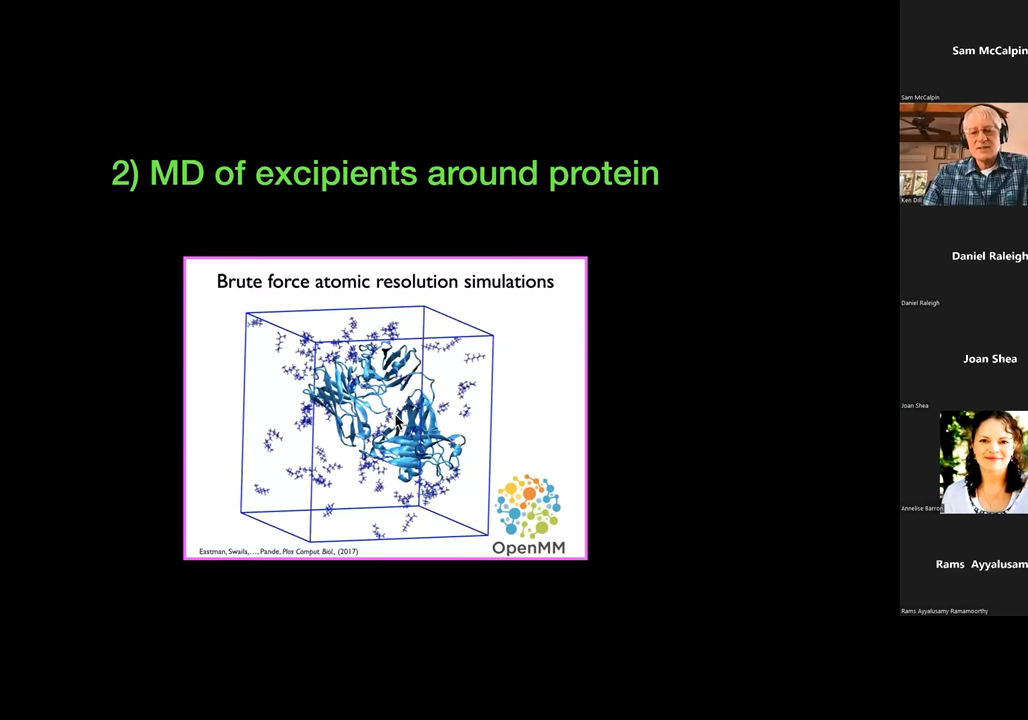 2) MD of excipients around protein
Brute force atomic resolution simulations
OpenMM
Eastman, Swails,..., Pande, Plos Comput. Biol., (2017)
Sam McCalpin
Sam McCalpin
Ken Dill
Daniel Raleigh
Daniel Raleigh
Joan Shea
Joan Shea
Annelise Barron
Rams Ayyalusam
Rams Ayyalusamy Ramamoorthy